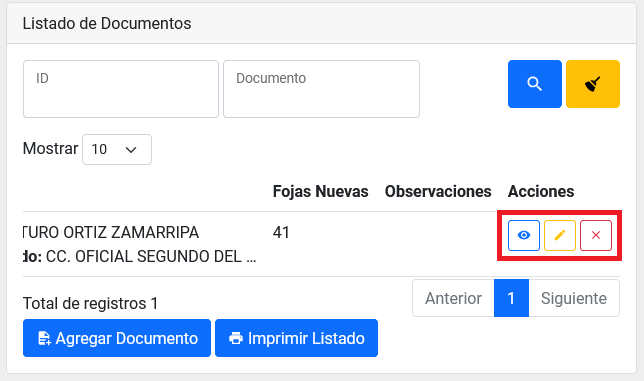 Listado de Documentos
ID
Documento
Mostrar 10
Fojas Nuevas Observaciones Acciones
TURO ORTIZ ZAMARRIPA 41
do: CC. OFICIAL SEGUNDO DEL ...
Total de registros 1
Anterior 1 Siguiente
Agregar Documento Imprimir Listado